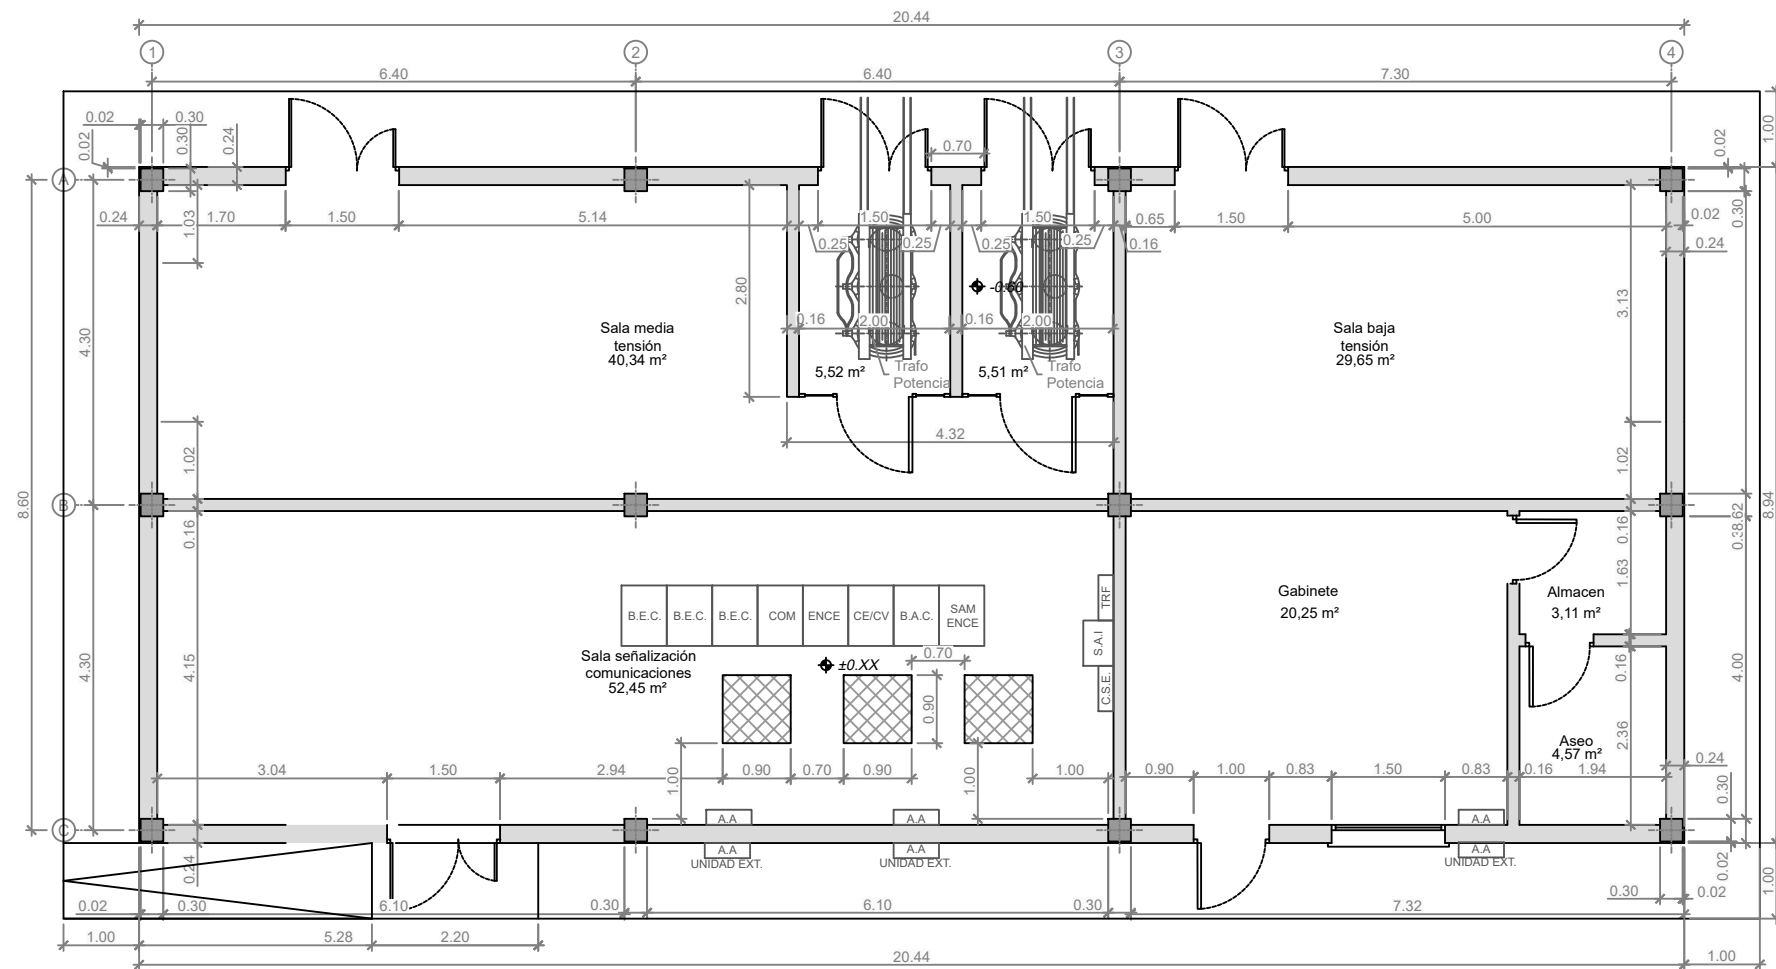 20.44
1 2 3 4
6.40 6.40 7.30
0.02 0.30
0.02 0.30 0.24
0.70
0.02 1.00
A
0.24 1.03 1.70 1.50 5.14 1.50 1.50 0.65 1.50 5.00 0.02 0.30
0.25 0.25 0.25 0.25 0.16 0.24
2.80
-0.60
4.30
0.16 2.00 0.16 2.00
3.13
Sala media
tensión
40,34 m²
Sala baja
tensión
29,65 m²
5,52 m²
Trafo
Potencia
5,51 m²
Trafo
Potencia
4.32
1.02 1.02
8.60
B
8.62 8.94
0.16 0.16
0.38
1.63
B.E.C. B.E.C. B.E.C. COM ENCE CE/CV B.A.C. SAM
ENCE
TRF
S.A.I
C.S.E.
Gabinete
20,25 m²
Almacen
3,11 m²
Sala señalización
comunicaciones
52,45 m²
±0.XX
0.70
0.90
4.30 4.15 0.16 4.00
2.36
Aseo
4,57 m²
3.04 1.50 2.94 1.00 0.90 0.70 0.90 1.00 1.00 0.90 1.00 0.83 1.50 0.83 0.16 1.94 0.24
0.30
C
A.A A.A A.A
A.A A.A A.A
UNIDAD EXT. UNIDAD EXT. UNIDAD EXT.
0.24 0.02 1.00
0.02 0.30 6.10 0.30 6.10 0.30 7.32 0.30 0.02
1.00 5.28 2.20
20.44 1.00